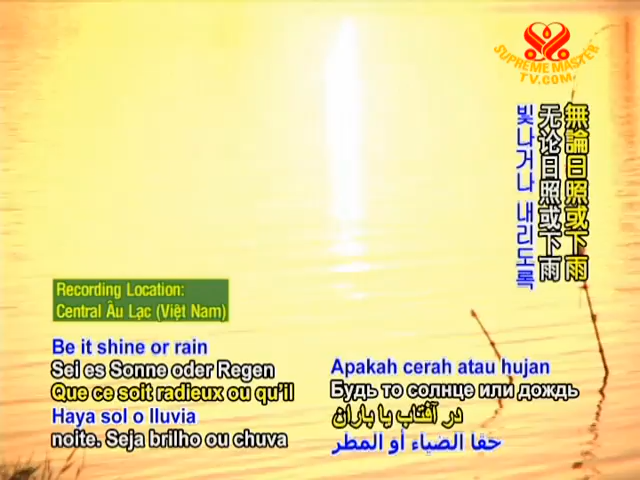 SUPREME MASTER
TV.COM
無論日照或下雨
无论日照或下雨
빛나거나 내리도록
Recording Location:
Central Âu Lạc (Việt Nam)
Be it shine or rain
Sei es Sonne oder Regen
Que ce soit radieux ou qu'il
Haya sol o lluvia
noite. Seja brilho ou chuva
Apakah cerah atau hujan
Будь то солнце или дождь
در آفتاب یا باران
حقا الضياء أو المطر